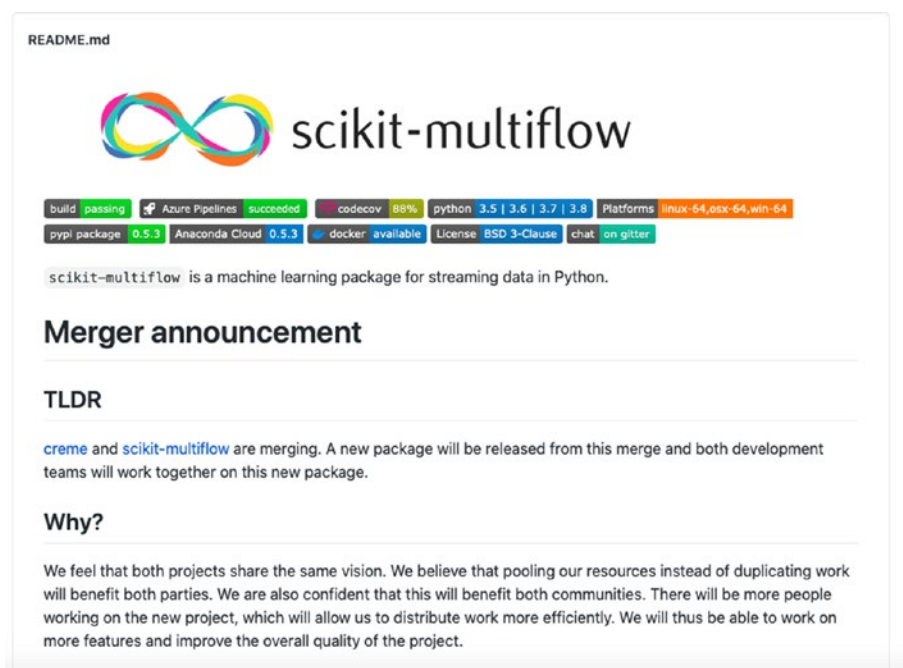 README.md
scikit-multiflow
build passing Azure Pipelines succeeded codecov 88% python 3.5 | 3.6 | 3.7 | 3.8 Platforms linux-64,osx-64,win-64
pypi package 0.5.3 Anaconda Cloud 0.5.3 docker available License BSD 3-Clause chat on gitter
scikit-multiflow is a machine learning package for streaming data in Python.
Merger announcement
TLDR
creme and scikit-multiflow are merging. A new package will be released from this merge and both development
teams will work together on this new package.
Why?
We feel that both projects share the same vision. We believe that pooling our resources instead of duplicating work
will benefit both parties. We are also confident that this will benefit both communities. There will be more people
working on the new project, which will allow us to distribute work more efficiently. We will thus be able to work on
more features and improve the overall quality of the project.